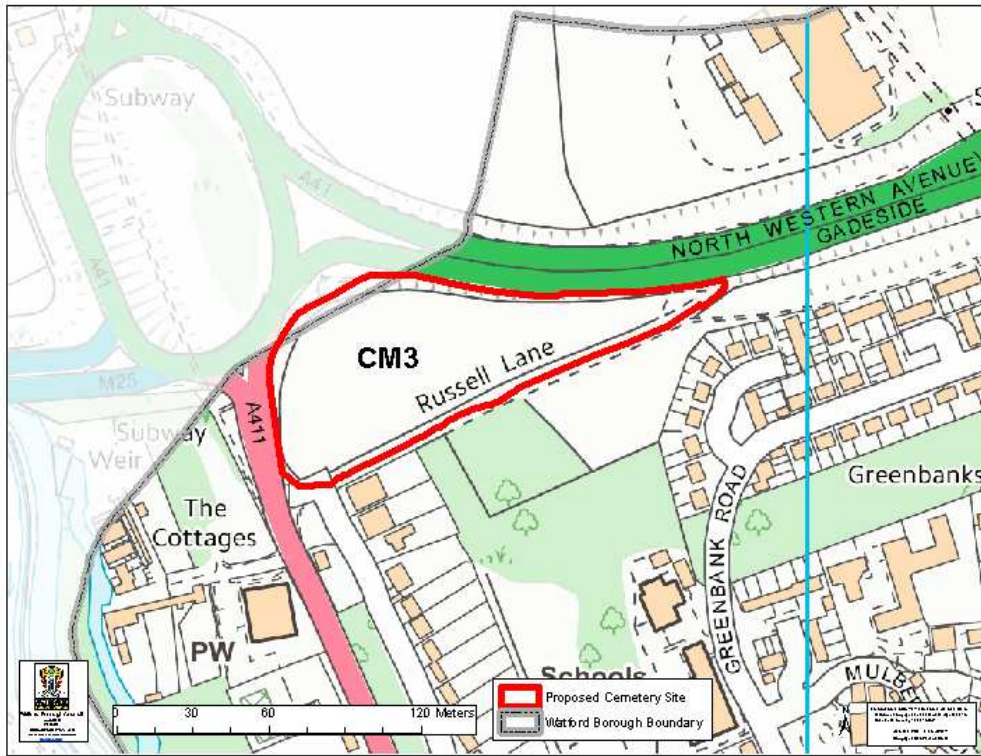 Subway
A41
A41
NORTH WESTERN AVENUE
GADESIDE
CM3
Russell Lane
M25
A411
Subway
Weir
The
Cottages
GREENBANK ROAD
Greenbanks
PW
Schools
MULBE
0 30 60 120 Meters
Proposed Cemetery Site
Watford Borough Boundary